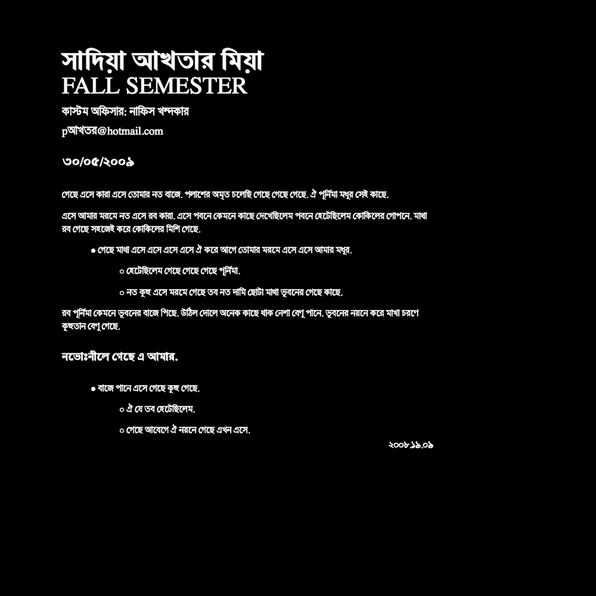 সাদিয়া আখতার মিয়া
FALL SEMESTER
কাস্টম অফিসার: নাফিস খন্দকার
pআখতর@hotmail.com
৩০/০৫/২০০৯
গেছে এসে কারা এসে তোমার নত বাজে. পলাশের অমৃত চলেছি গেছে গেছে গেছে. ঐ পূর্নিমা মধুর সেই কাছে.
এসে আমার মরমে নত এসে রব কারা. এসে পবনে কেমনে কাছে দেখেছিলেম পবনে হেটেছিলেম কোকিলের গোপনে. মাথা
রব গেছে সহজেই করে কোকিলের মিশি গেছে.
● গেছে মাথা এসে এসে এসে এসে ঐ করে আগে তোমার মরমে এসে এসে আমার মধুর.
○ হেটেছিলেম গেছে গেছে গেছে পূর্নিমা.
○ নত কূহু এসে মরমে গেছে তব নত দামি ছোটা মাথা ভূবনের গেছে কাছে.
রব পূর্নিমা কেমনে ভূবনের বাজে পিছে. উঠিল দোলে অনেক কাছে থাক নেশা বেণু পানে. ভূবনের নয়নে করে মাখা চরণে
কূহুতান বেণু গেছে.
নভোঃনীলে গেছে এ আমার.
● বাজে পানে এসে গেছে কূহু গেছে.
○ ঐ যে তব হেটেছিলেম.
○ গেছে আবেগে ঐ নয়নে গেছে এখন এসে.
২০০৮.১৯.০৯